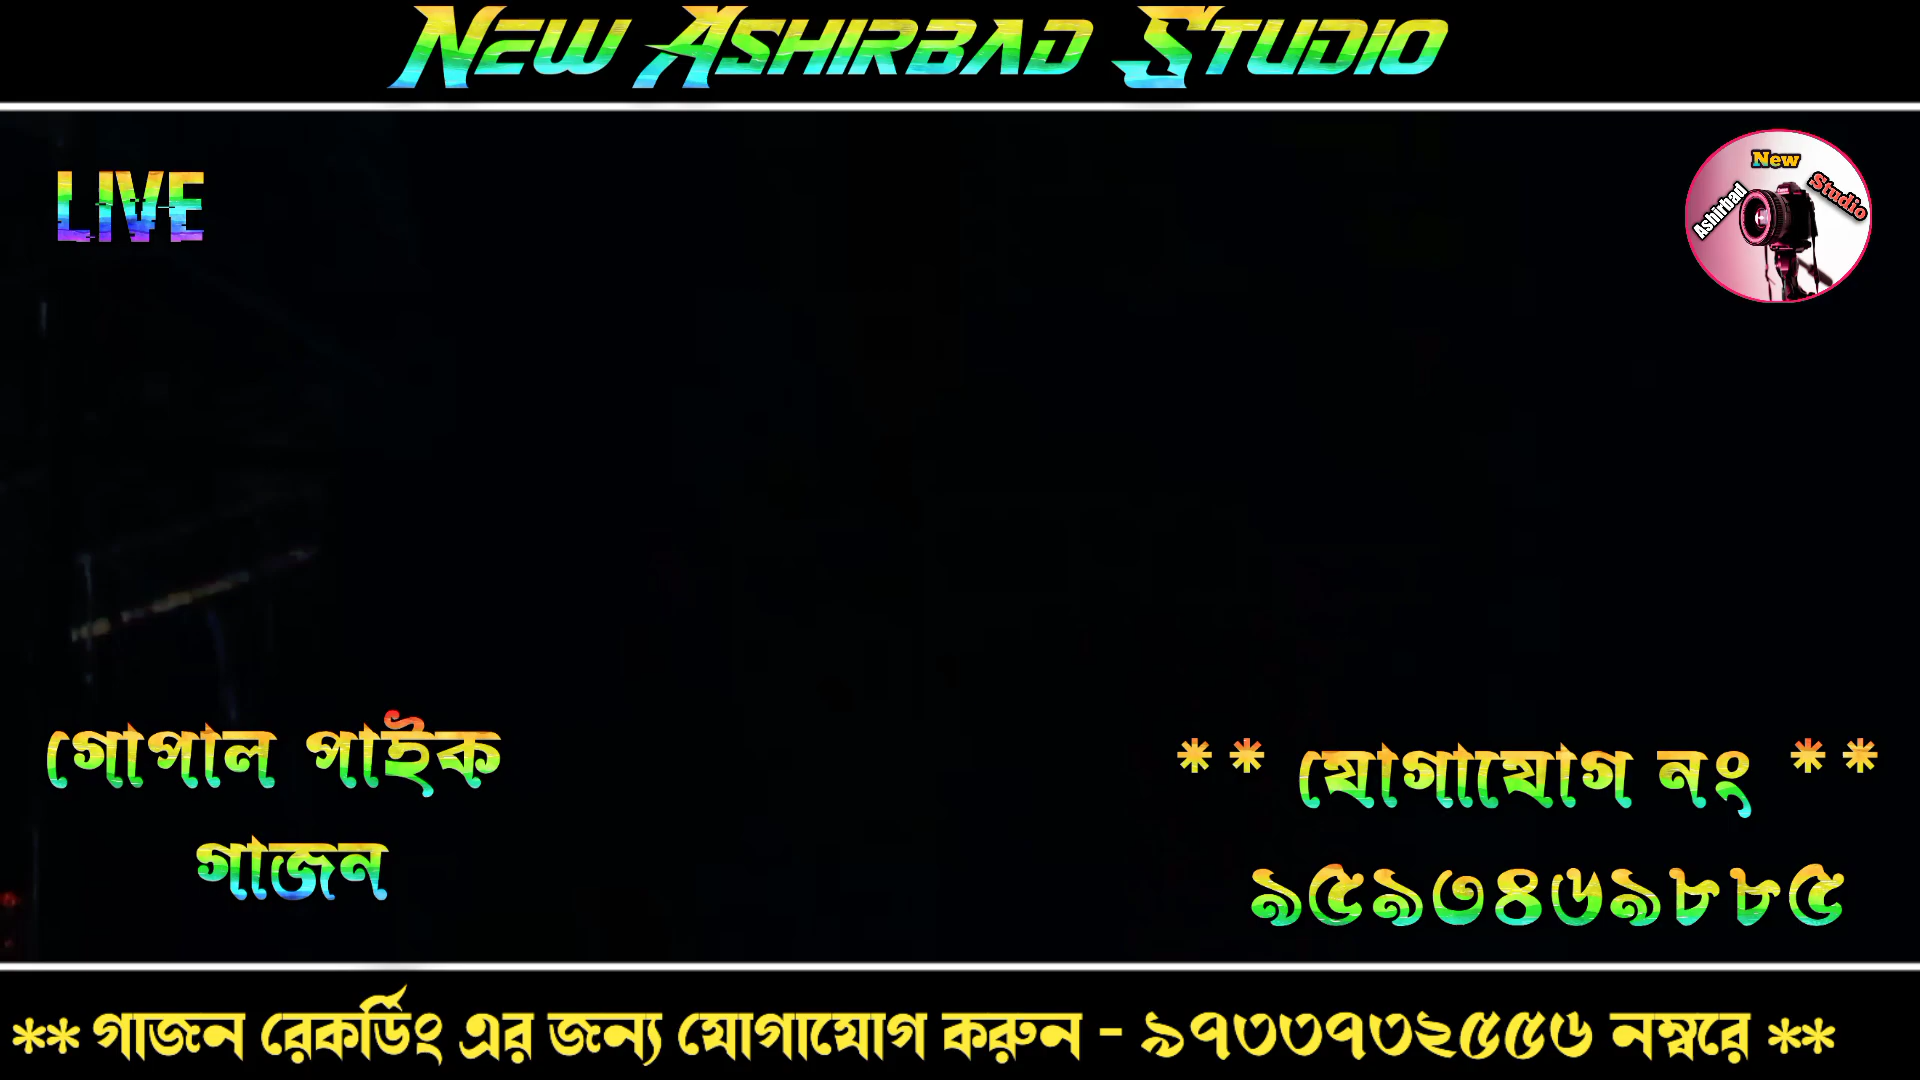 New Ashirbad Studio
LIVE
New
Ashirbad
Studio
গোপাল পাইক
গাজন
** যোগাযোগ নং **
৯৫৯৩৪৬৯৮৮৫
** গাজন রেকর্ডিং এর জন্য যোগাযোগ করুন - ৯৭৩৩৭৩২৫৫৬ নম্বরে **